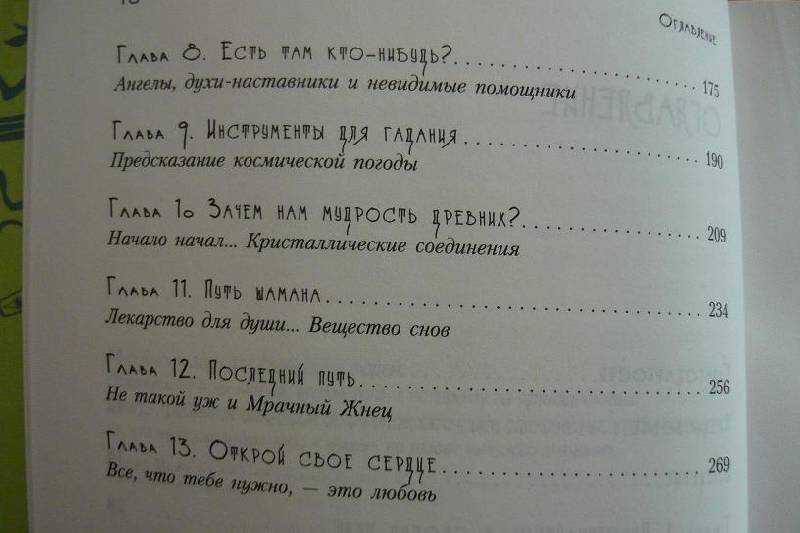 Оглавление
Глава 8. Есть там кто-нибудь? 175
Ангелы, духи-наставники и невидимые помощники
Глава 9. Инструменты для гадания 190
Предсказание космической погоды
Глава 10 Зачем нам мудрость древних? 209
Начало начал... Кристаллические соединения
Глава 11. Путь шамана 234
Лекарство для души... Вещество снов
Глава 12. Последний путь 256
Не такой уж и Мрачный Жнец
Глава 13. Открой свое сердце 269
Все, что тебе нужно, — это любовь